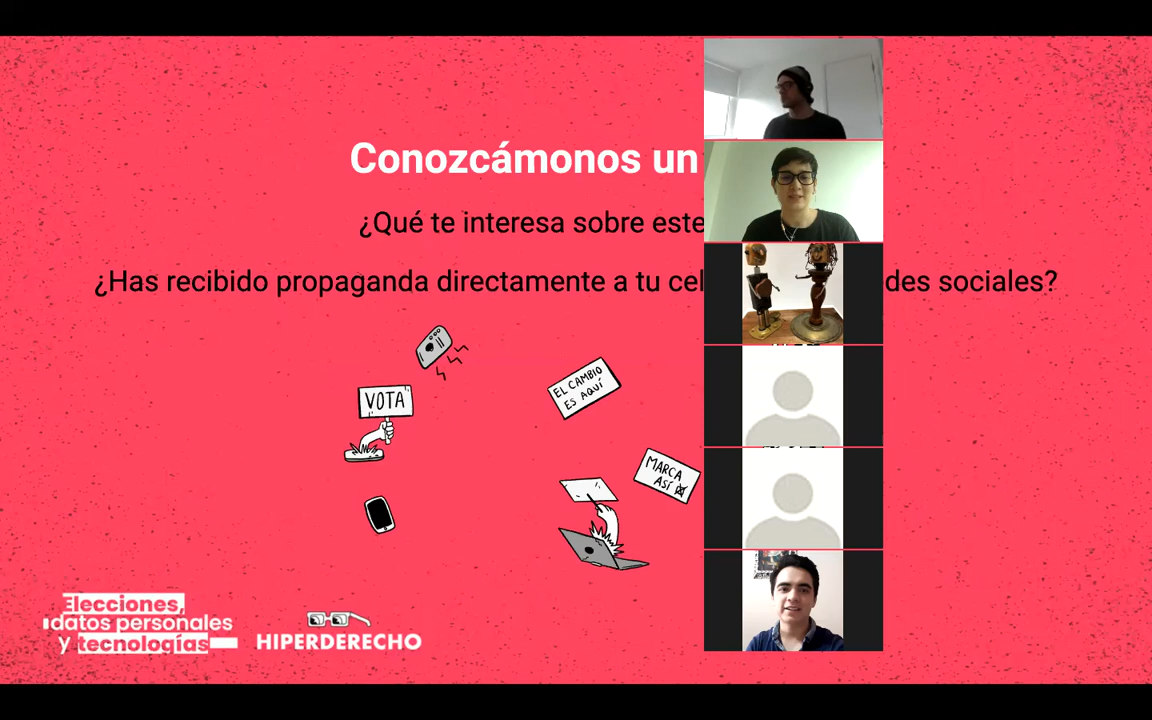 Conozcámonos un
¿Qué te interesa sobre este
¿Has recibido propaganda directamente a tu cel des sociales?
VOTA
EL CAMBIO
ES AQUÍ
MARCA
ASÍ
Elecciones,
datos personales
y tecnologías
HIPERDERECHO